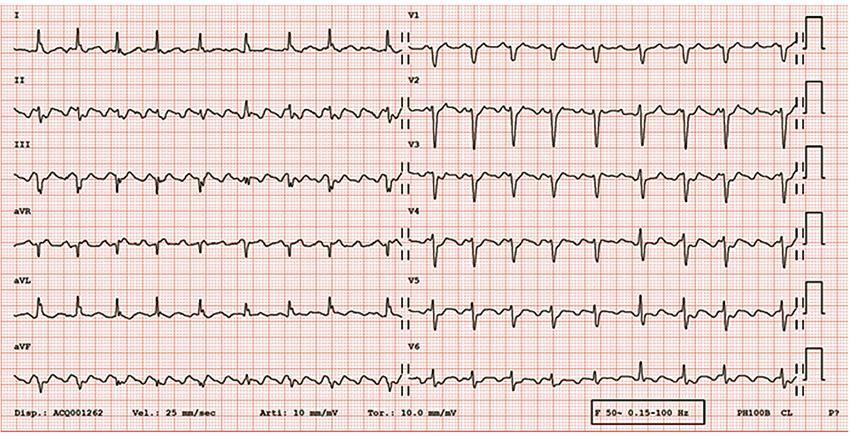 I V1
II V2
III V3
aVR V4
aVL V5
aVF V6
Disp.: ACQ001262 Vel.: 25 mm/sec Arti: 10 mm/mV Tor.: 10.0 mm/mV F 50~ 0.15-100 Hz PH100B CL P?